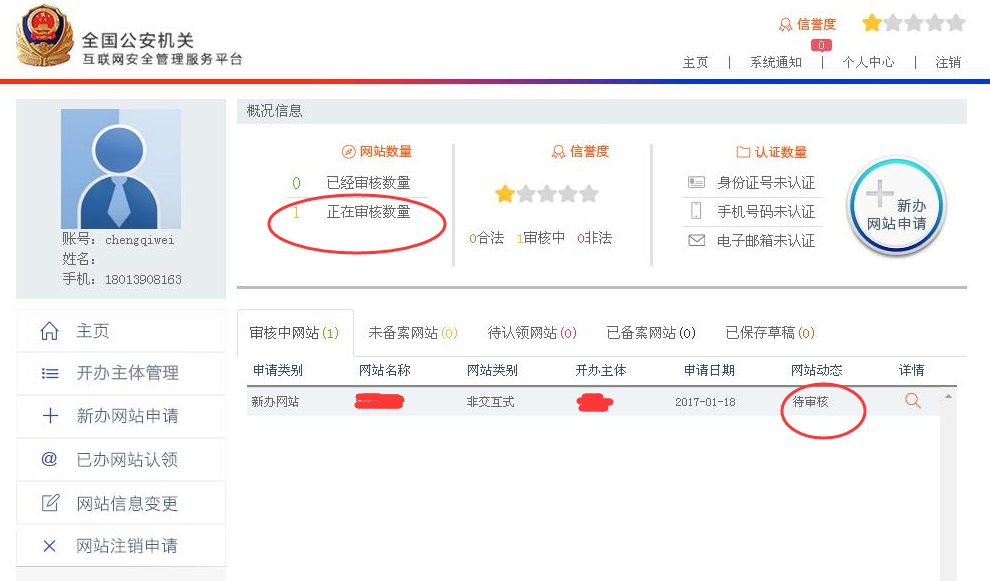 全国公安机关
互联网安全管理服务平台
信誉度
0
主页 | 系统通知 | 个人中心 | 注销
概况信息
网站数量
0 已经审核数量
1 正在审核数量
信誉度
0合法 1审核中 0非法
认证数量
身份证号未认证
手机号码未认证
电子邮箱未认证
新办
网站申请
账号: chengqiwei
姓名:
手机: 18013908163
主页
开办主体管理
新办网站申请
@ 已办网站认领
网站信息变更
网站注销申请
审核中网站(1) 未备案网站(0) 待认领网站(0) 已备案网站(0) 已保存草稿(0)
申请类别 网站名称 网站类别 开办主体 申请日期 网站动态 详情
新办网站 非交互式 2017-01-18 待审核